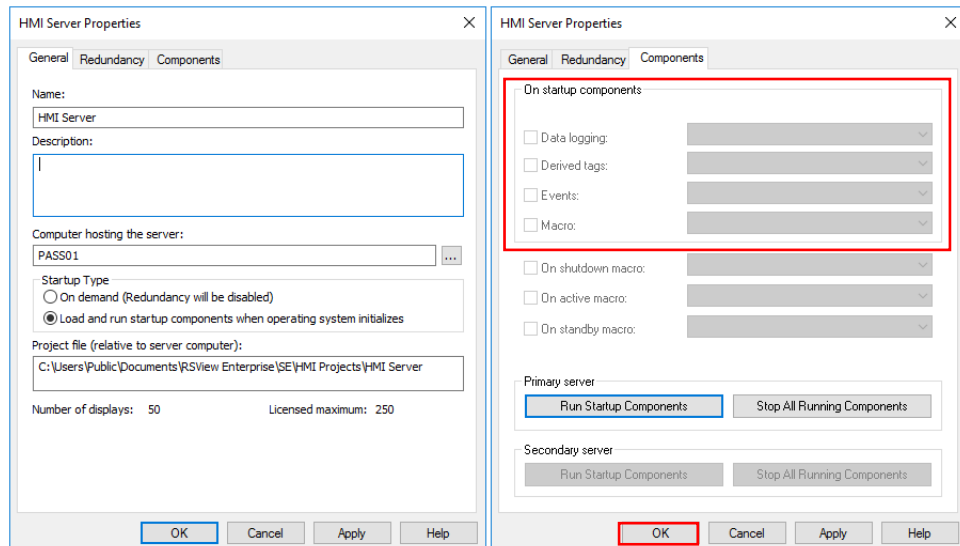 HMI Server Properties
General Redundancy Components
Name:
HMI Server
Description:
Computer hosting the server:
PASS01
...
Startup Type
On demand (Redundancy will be disabled)
Load and run startup components when operating system initializes
Project file (relative to server computer):
C:\Users\Public\Documents\RSView Enterprise\SE\HMI Projects\HMI Server
Number of displays: 50 Licensed maximum: 250
OK Cancel Apply Help
HMI Server Properties
General Redundancy Components
On startup components
Data logging:
Derived tags:
Events:
Macro:
On shutdown macro:
On active macro:
On standby macro:
Primary server
Run Startup Components Stop All Running Components
Secondary server
Run Startup Components Stop All Running Components
OK Cancel Apply Help